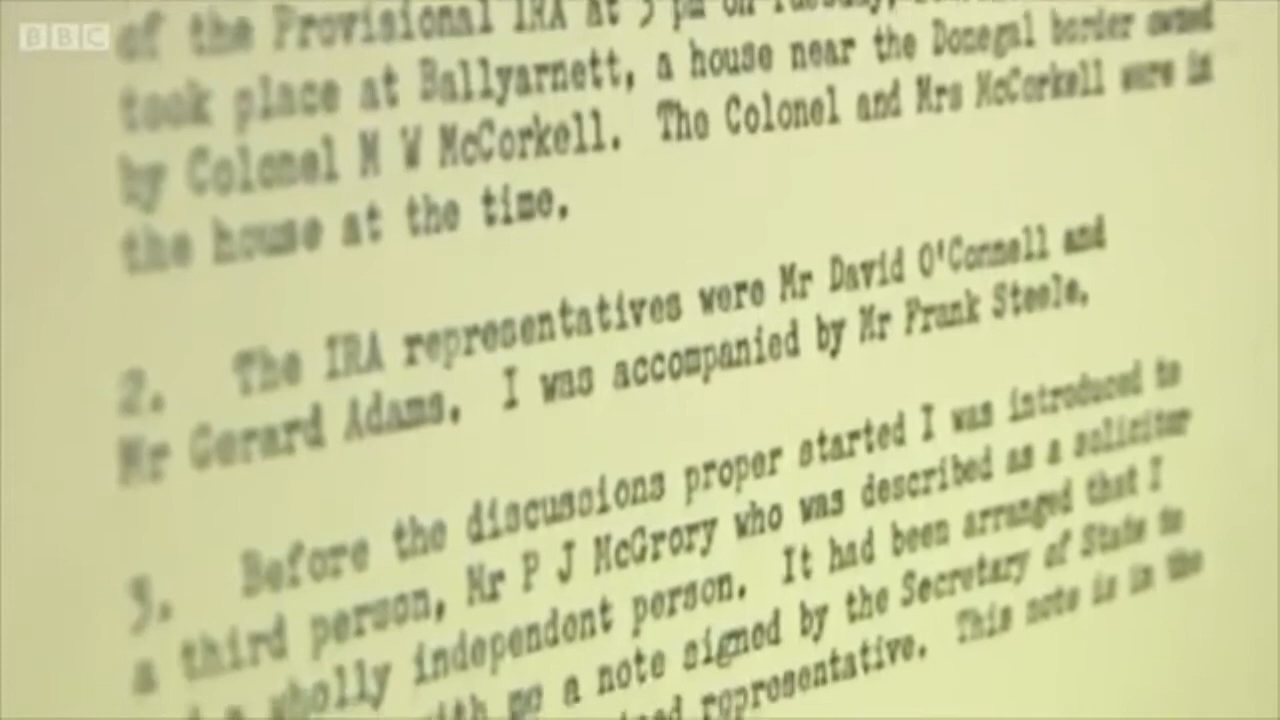 BBC
of the Provisional IRA at 3 pm on Tuesday,
took place at Ballyarnett, a house near the Donegal border owned
by Colonel M W McCorkell. The Colonel and Mrs McCorkell were in
the house at the time.
2. The IRA representatives were Mr David O'Connell and
Mr Gerard Adams. I was accompanied by Mr Frank Steele.
3. Before the discussions proper started I was introduced to
a third person, Mr P J McGrory who was described as a solicitor
a wholly independent person. It had been arranged that I
with me a note signed by the Secretary of State to
representative. This note is in the